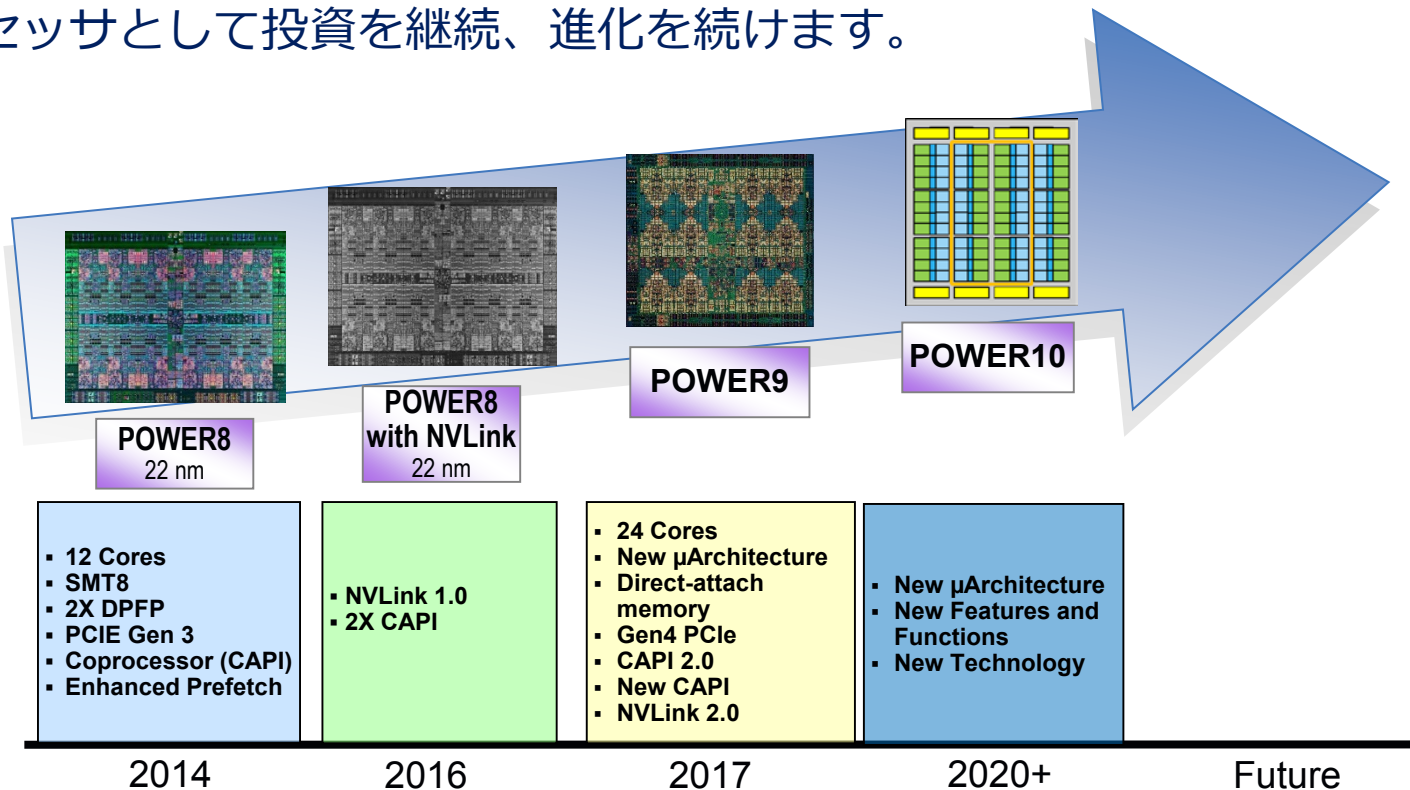 セッサとして投資を継続、進化を続けます。
POWER8
22 nm
POWER8
with NVLink
22 nm
POWER9
POWER10
▪ 12 Cores
▪ SMT8
▪ 2X DPFP
▪ PCIE Gen 3
▪ Coprocessor (CAPI)
▪ Enhanced Prefetch
▪ NVLink 1.0
▪ 2X CAPI
▪ 24 Cores
▪ New µArchitecture
▪ Direct-attach
memory
▪ Gen4 PCIe
▪ CAPI 2.0
▪ New CAPI
▪ NVLink 2.0
▪ New µArchitecture
▪ New Features and
Functions
▪ New Technology
2014
2016
2017
2020+
Future